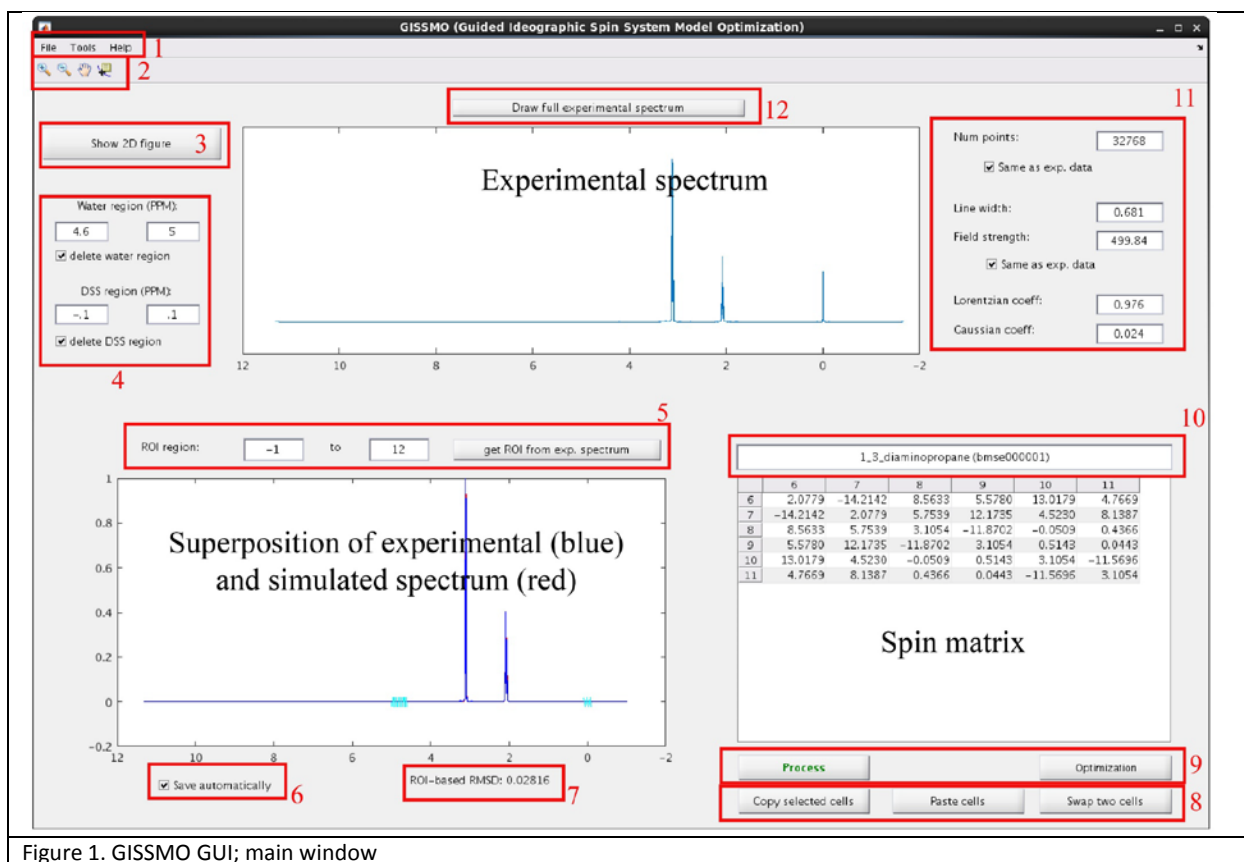 GISSMO (Guided Ideographic Spin System Model Optimization)
File Tools Help 1
2
Draw full experimental spectrum 12
11
Show 2D figure 3
Experimental spectrum
Water region (PPM):
4.6 5
delete water region
DSS region (PPM):
-.1 .1
delete DSS region
4
12 10 8 6 4 2 0 -2
Num points: 32768
Same as exp. data
Line width: 0.681
Field strength: 499.84
Same as exp. data
Lorentzian coeff: 0.976
Gaussian coeff: 0.024
5
ROI region: -1 to 12 get ROI from exp. spectrum
1
0.8
0.6
0.4
0.2
0
-0.2
Superposition of experimental (blue)
and simulated spectrum (red)
12 10 8 6 4 2 0 -2
Save automatically 6
ROI-based RMSD: 0.02816
7
10
1_3_diaminopropane (bmse000001)
6 7 8 9 10 11
6 2.0779 -14.2142 8.5633 5.5780 13.0179 4.7669
7 -14.2142 2.0779 5.7539 12.1735 4.5230 8.1387
8 8.5633 5.7539 3.1054 -11.8702 -0.0509 0.4366
9 5.5780 12.1735 -11.8702 3.1054 0.5143 0.0443
10 13.0179 4.5230 -0.0509 0.5143 3.1054 -11.5696
11 4.7669 8.1387 0.4366 0.0443 -11.5696 3.1054
Spin matrix
Process Optimization 9
Copy selected cells Paste cells Swap two cells 8
Figure 1. GISSMO GUI; main window